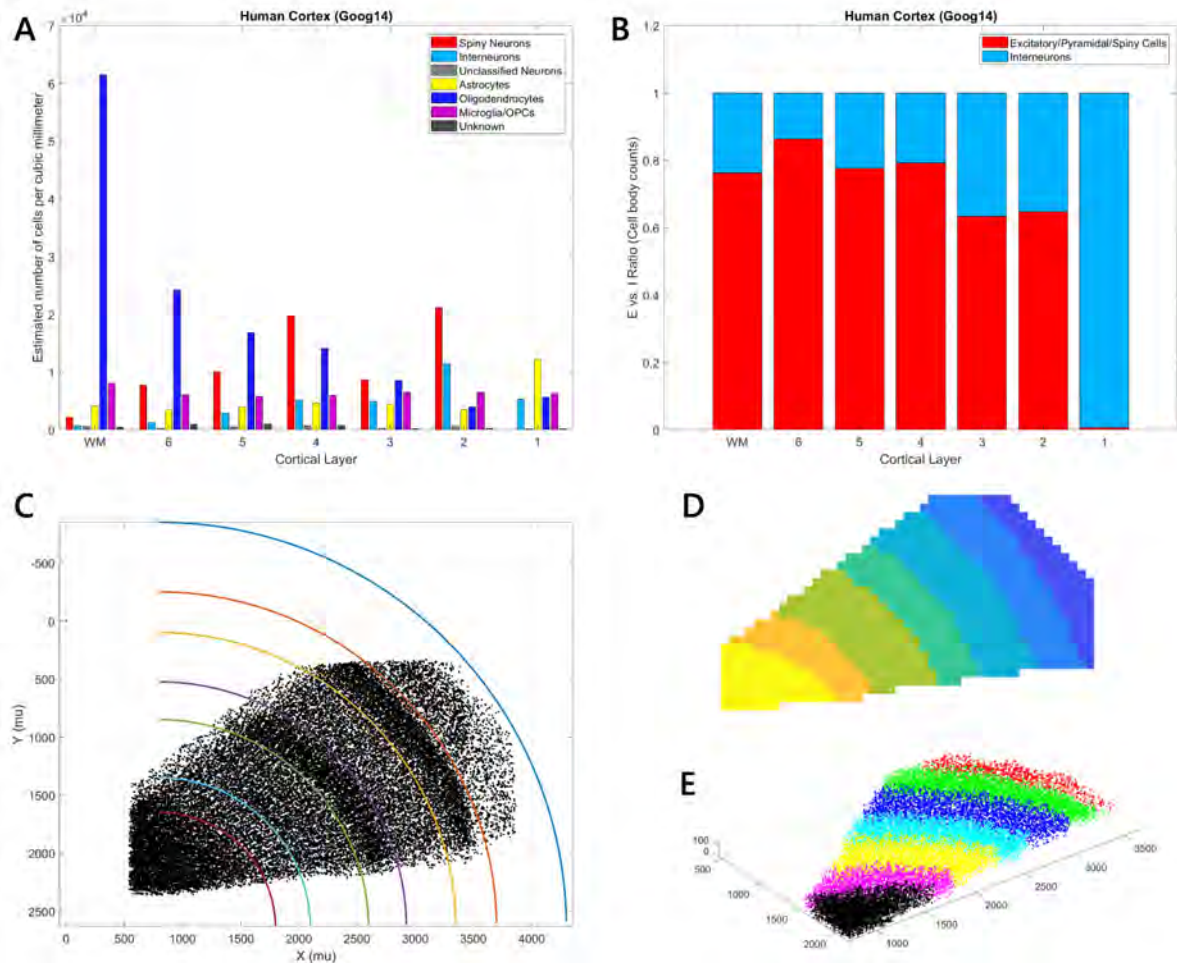 A
Human Cortex (Goog14)
×10⁴
7
6
5
4
3
2
1
0
Estimated number of cells per cubic millimeter
Spiny Neurons
Interneurons
Unclassified Neurons
Astrocytes
Oligodendrocytes
Microglia/OPCs
Unknown
WM 6 5 4 3 2 1
Cortical Layer
B
Human Cortex (Goog14)
1.2
1
0.8
0.6
0.4
0.2
0
E vs. I Ratio (Cell body counts)
Excitatory/Pyramidal/Spiny Cells
Interneurons
WM 6 5 4 3 2 1
Cortical Layer
C
-500
0
500
1000
1500
2000
2500
Y (mu)
0 500 1000 1500 2000 2500 3000 3500 4000
X (mu)
D
E
100
0
500
1000
1500
2000
1000
1500
2000
2500
3000
3500